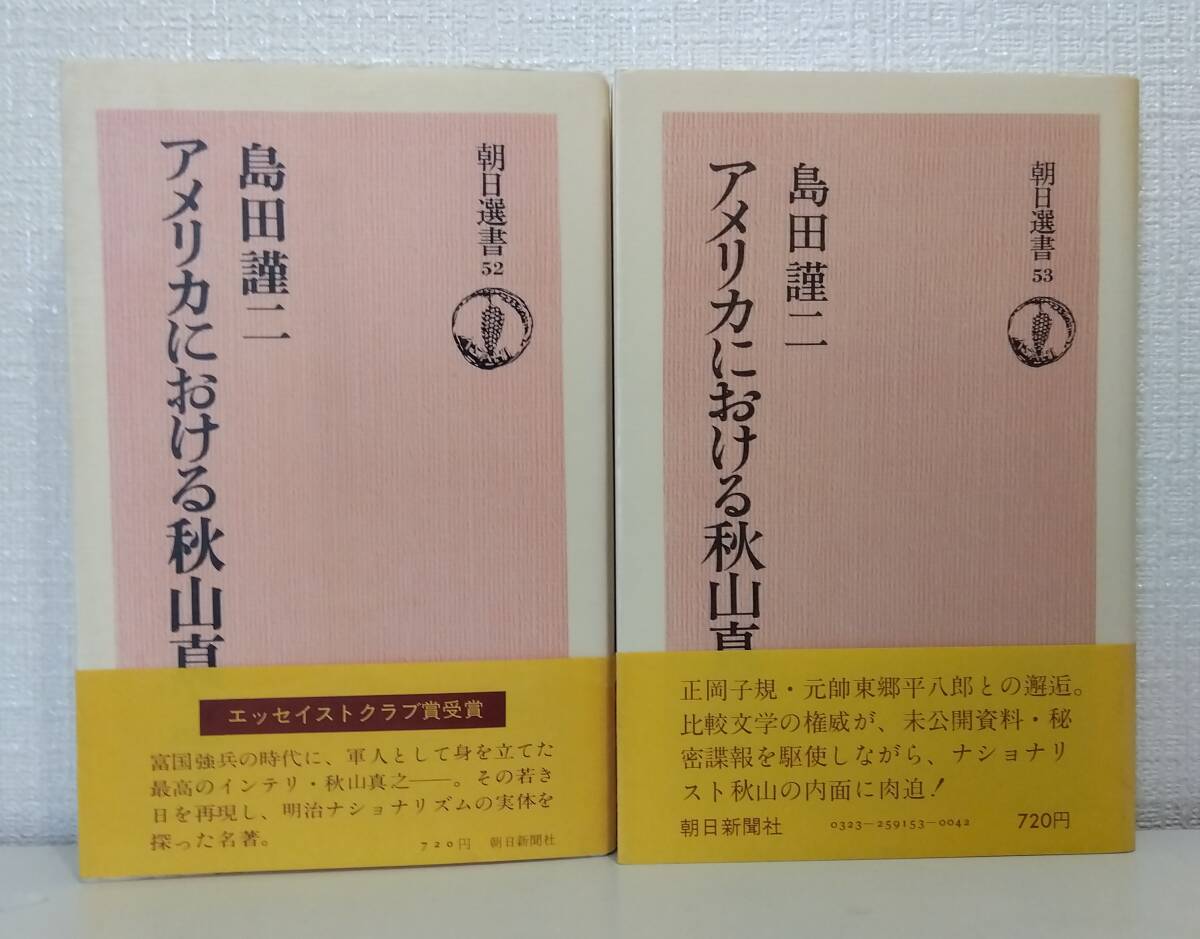 朝日選書
52
島田謹二
アメリカにおける秋山真
エッセイストクラブ賞受賞
富国強兵の時代に、軍人として身を立てた
最高のインテリ・秋山真之――。その若き
日を再現し、明治ナショナリズムの実体を
探った名著。
720円 朝日新聞社
朝日選書
53
島田謹二
アメリカにおける秋山真
正岡子規・元帥東郷平八郎との邂逅。
比較文学の権威が、未公開資料・秘
密諜報を駆使しながら、ナショナリ
スト秋山の内面に肉迫!
朝日新聞社 0323-259153-0042 720円